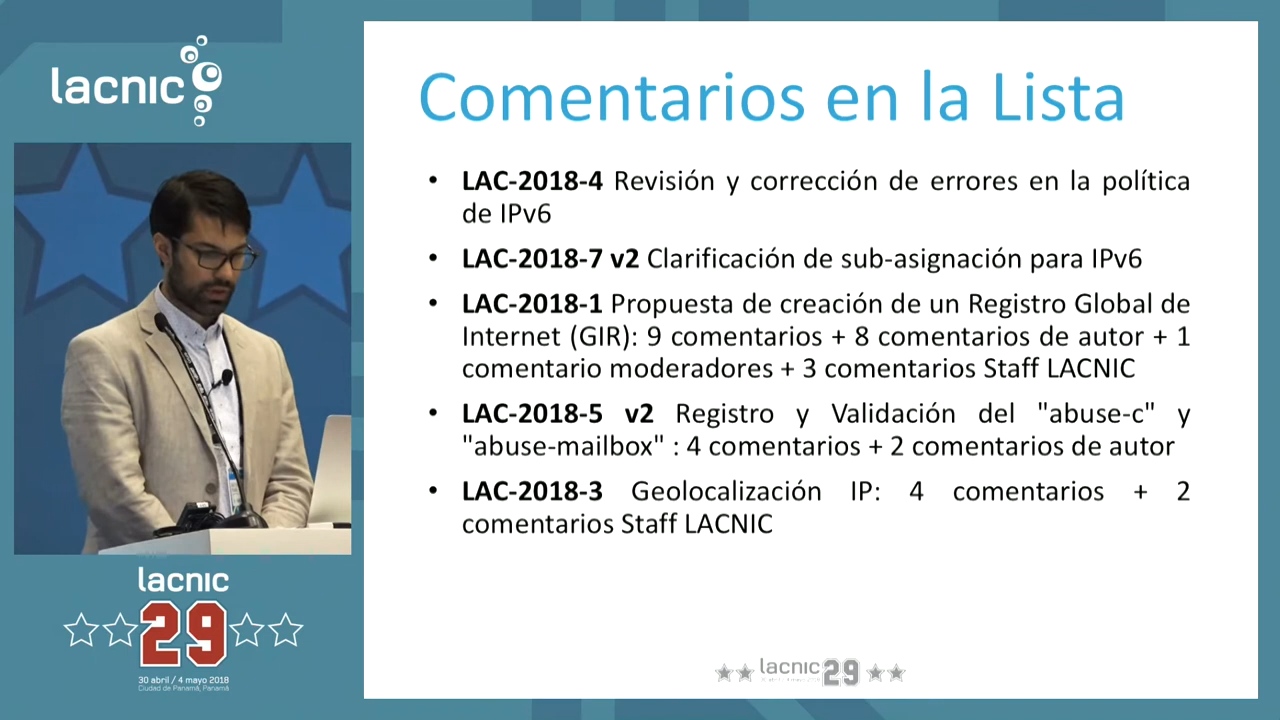 lacnic
Comentarios en la Lista
• LAC-2018-4 Revisión y corrección de errores en la política
de IPv6
• LAC-2018-7 v2 Clarificación de sub-asignación para IPv6
• LAC-2018-1 Propuesta de creación de un Registro Global de
Internet (GIR): 9 comentarios + 8 comentarios de autor + 1
comentario moderadores + 3 comentarios Staff LACNIC
• LAC-2018-5 v2 Registro y Validación del "abuse-c" y
"abuse-mailbox" : 4 comentarios + 2 comentarios de autor
• LAC-2018-3 Geolocalización IP: 4 comentarios + 2
comentarios Staff LACNIC
lacnic
29
30 abril / 4 mayo 2018
Ciudad de Panamá, Panamá
lacnic 29